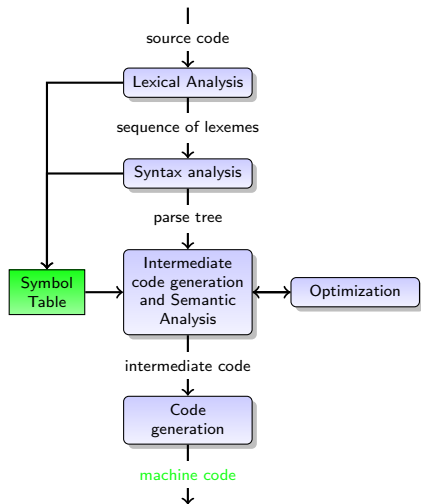 source code
Lexical Analysis
sequence of lexemes
Syntax analysis
parse tree
Symbol
Table
Intermediate
code generation
and Semantic
Analysis
Optimization
intermediate code
Code
generation
machine code